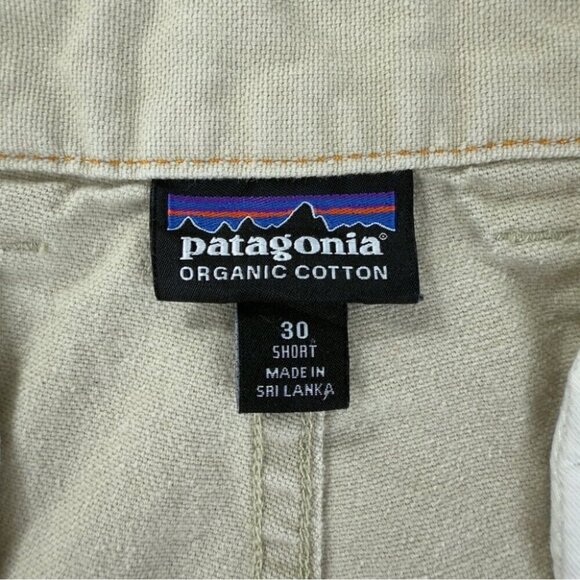 patagonia®
ORGANIC COTTON
30
SHORT
MADE IN
SRI LANKA